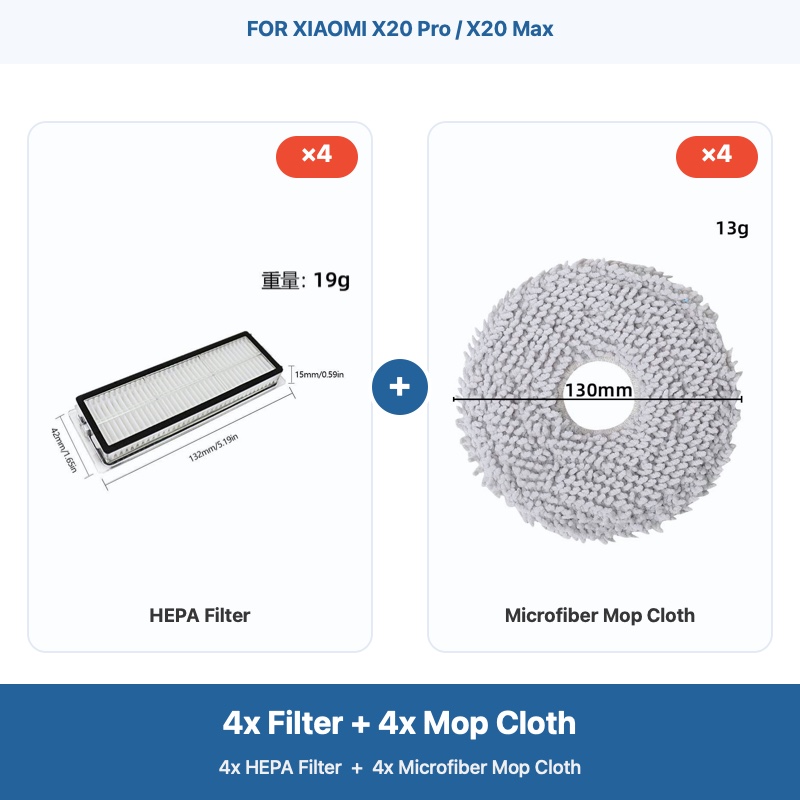 FOR XIAOMI X20 Pro / X20 Max
×4
重量: 19g
15mm/0.59in
42mm/1.65in
132mm/5.19in
HEPA Filter
+
×4
13g
130mm
Microfiber Mop Cloth
4x Filter + 4x Mop Cloth
4x HEPA Filter + 4x Microfiber Mop Cloth